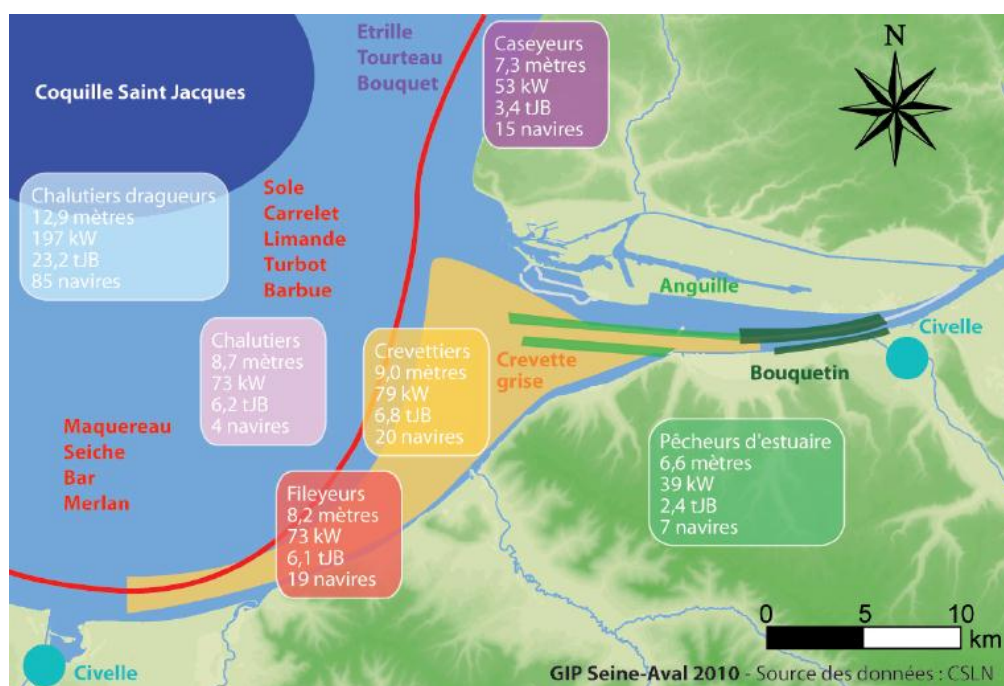 Etrille
Tourteau
Bouquet
Caseyeurs
7,3 mètres
53 kW
3,4 tJB
15 navires
N
Coquille Saint Jacques
Chalutiers dragueurs
12,9 mètres
197 kW
23,2 tJB
85 navires
Sole
Carrelet
Limande
Turbot
Barbue
Anguille
Civelle
Chalutiers
8,7 mètres
73 kW
6,2 tJB
4 navires
Crevettiers
9,0 mètres
79 kW
6,8 tJB
20 navires
Crevette
grise
Bouquetin
Maquereau
Seiche
Bar
Merlan
Pêcheurs d'estuaire
6,6 mètres
39 kW
2,4 tJB
7 navires
Fileyeurs
8,2 mètres
73 kW
6,1 tJB
19 navires
0 5 10
km
Civelle
GIP Seine-Aval 2010 - Source des données : CSLN